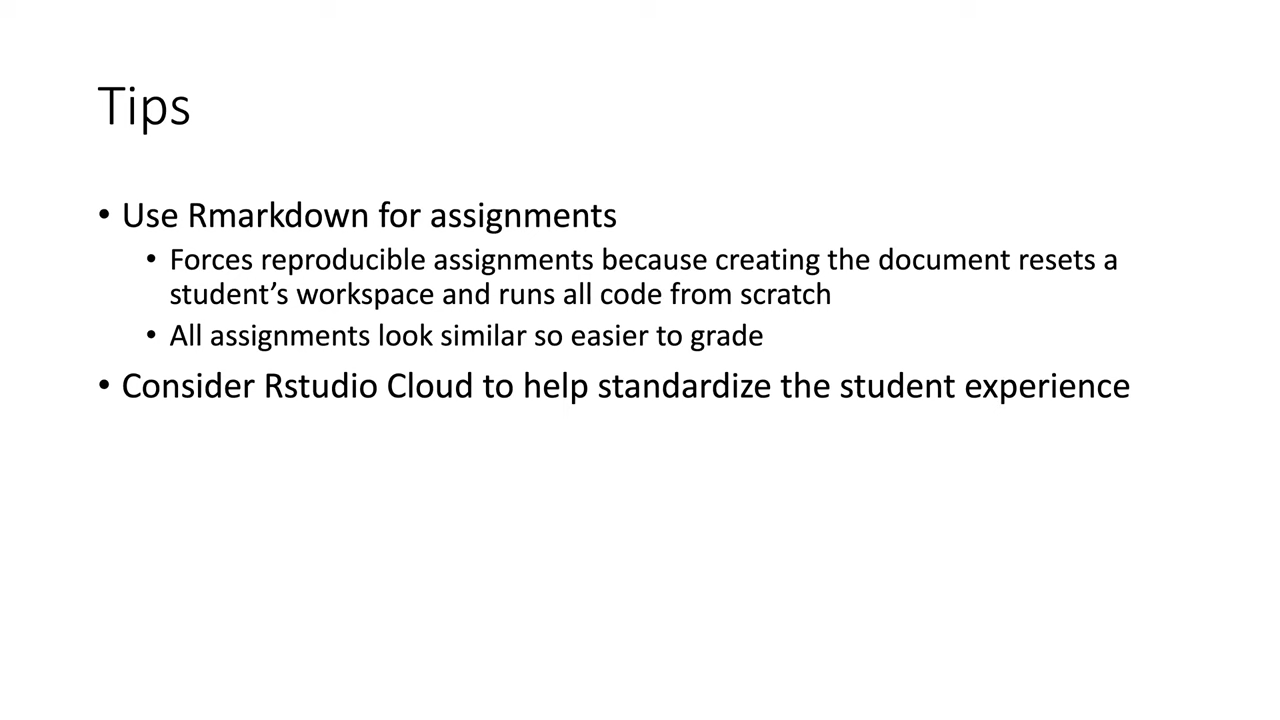 Tips
• Use Rmarkdown for assignments
• Forces reproducible assignments because creating the document resets a
student’s workspace and runs all code from scratch
• All assignments look similar so easier to grade
• Consider Rstudio Cloud to help standardize the student experience